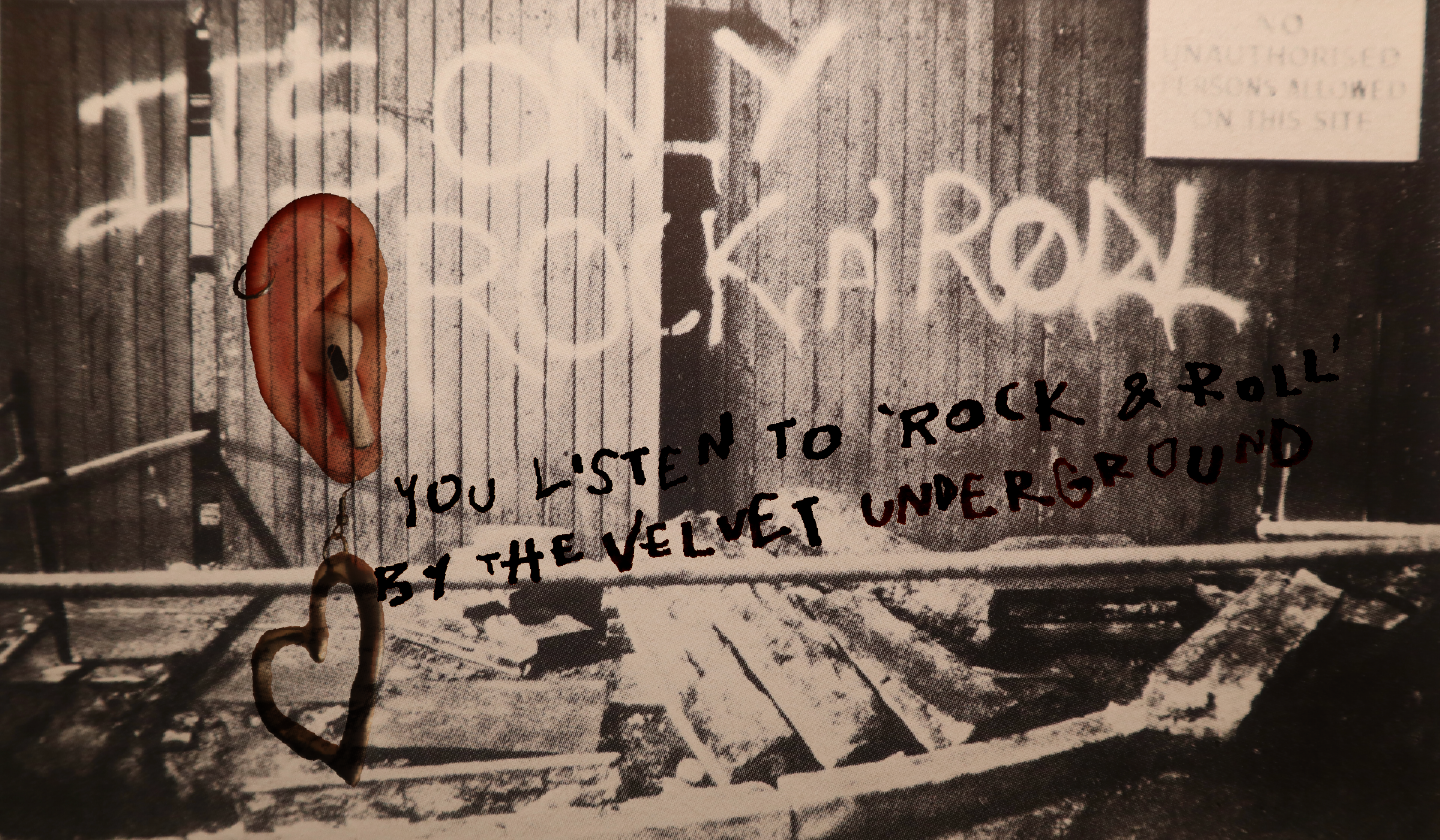 ITS ONLY
ROCK N' ROLL
NO
UNAUTHORISED
PERSONS ALLOWED
ON THIS SITE
YOU LISTEN TO 'ROCK & ROLL'
BY THE VELVET UNDERGROUND